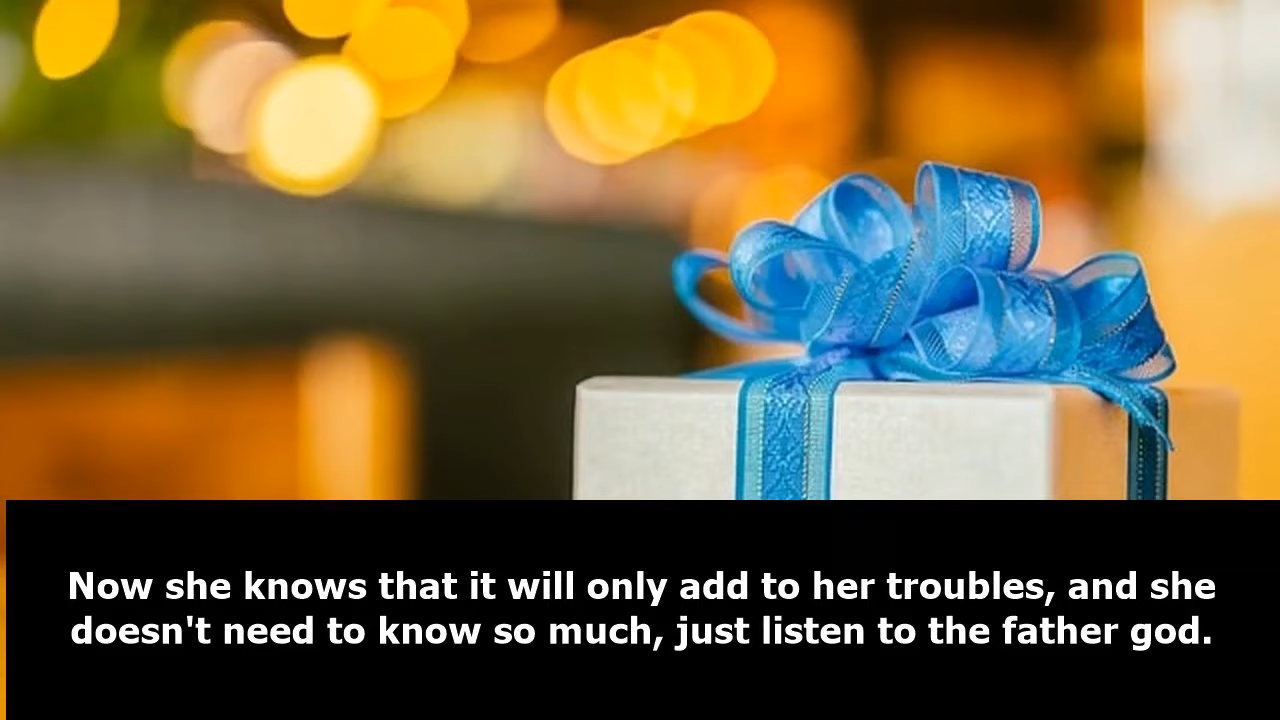 Now she knows that it will only add to her troubles, and she
doesn't need to know so much, just listen to the father god.